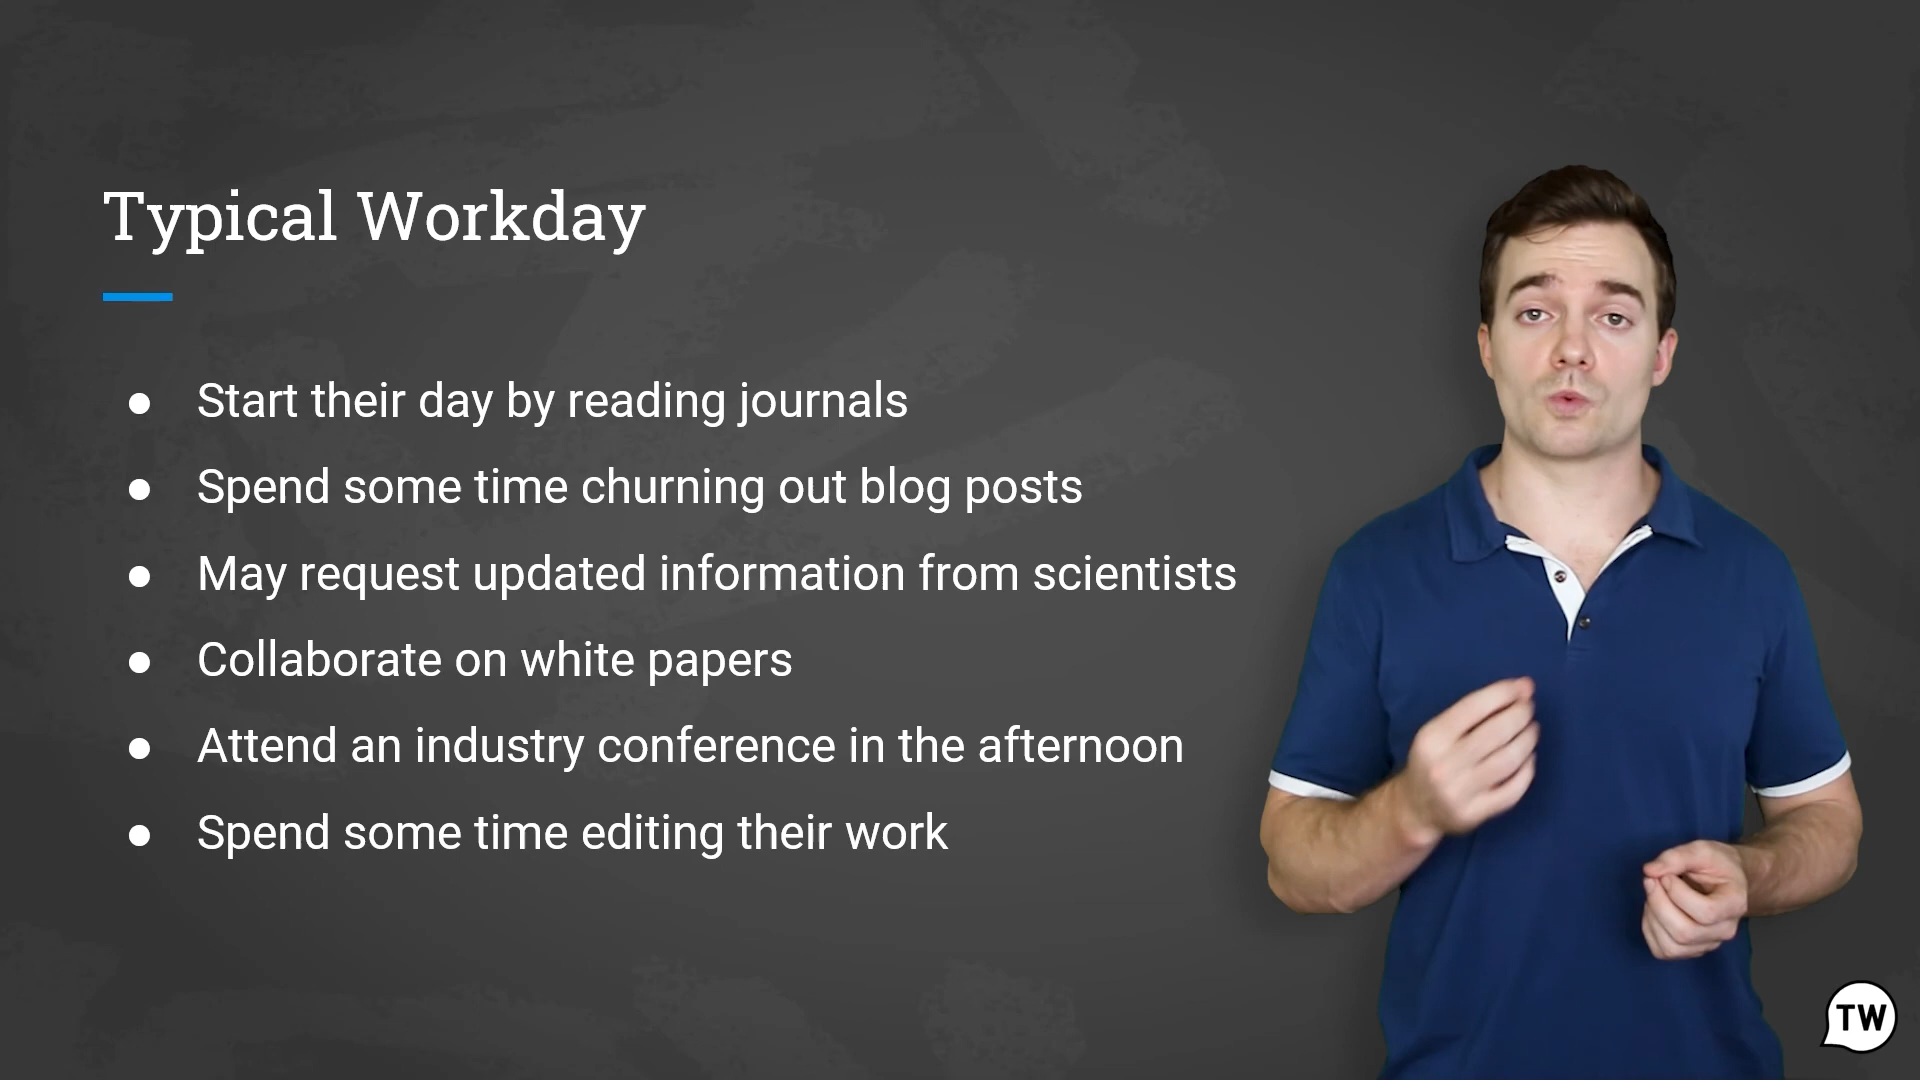 Typical Workday
● Start their day by reading journals
● Spend some time churning out blog posts
● May request updated information from scientists
● Collaborate on white papers
● Attend an industry conference in the afternoon
● Spend some time editing their work
TW